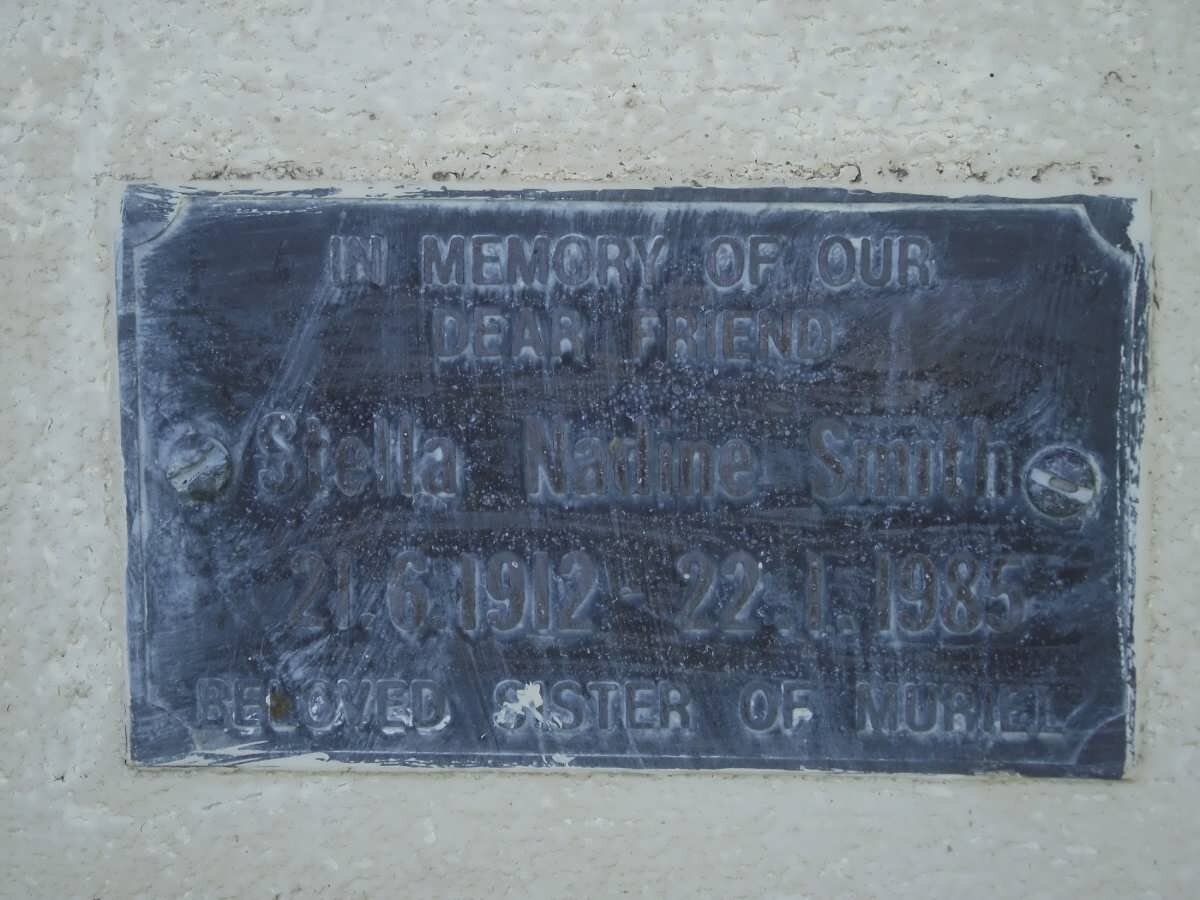 IN MEMORY OF OUR
DEAR FRIEND
Stella Nadine Smith
21.6.1912 - 22.1.1985
BELOVED SISTER OF MURIEL